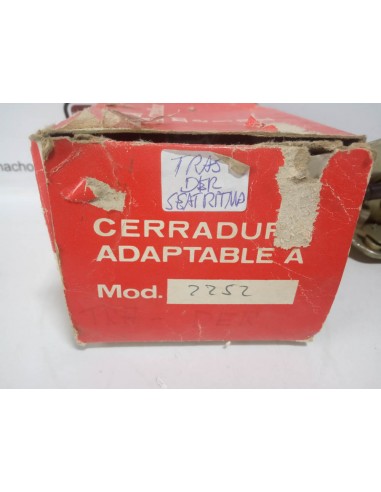 TRAS
DER
SEAT RITMO
CERRADUR
ADAPTABLE A
Mod. 2252